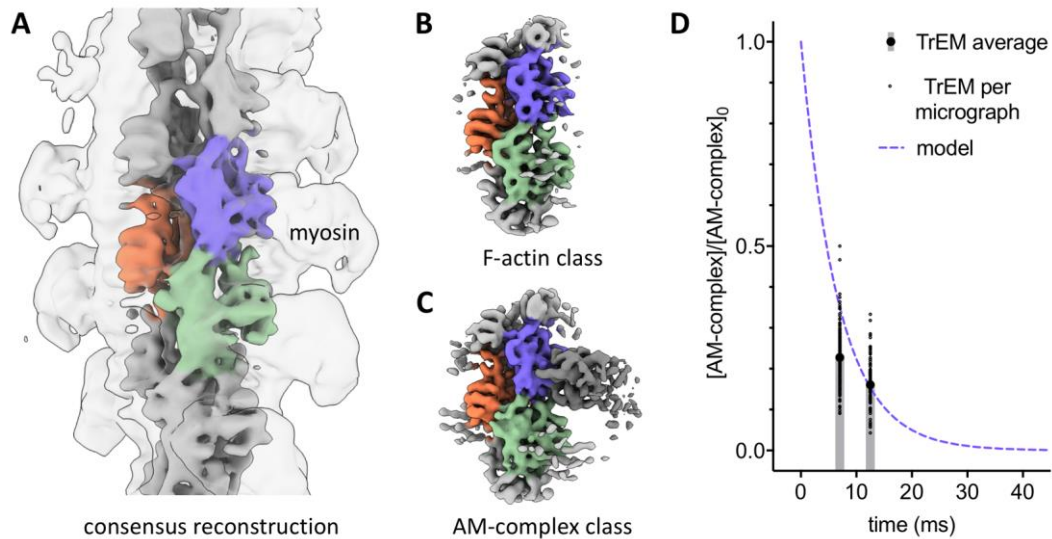 A
myosin
consensus reconstruction
B
F-actin class
C
AM-complex class
D
[AM-complex]/[AM-complex]0
1.0
0.5
0.0
TrEM average
TrEM per
micrograph
model
0 10 20 30 40
time (ms)